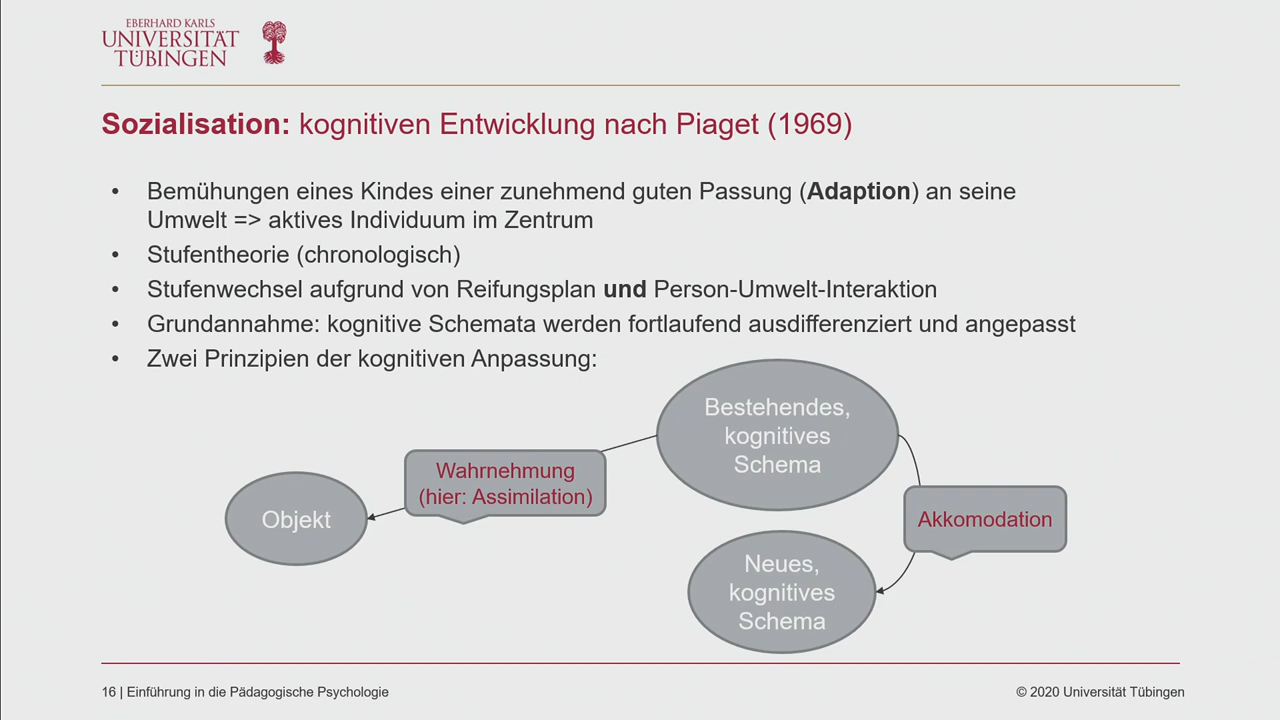 EBERHARD KARLS
UNIVERSITÄT
TÜBINGEN
Sozialisation: kognitiven Entwicklung nach Piaget (1969)
• Bemühungen eines Kindes einer zunehmend guten Passung (Adaption) an seine
Umwelt => aktives Individuum im Zentrum
• Stufentheorie (chronologisch)
• Stufenwechsel aufgrund von Reifungsplan und Person-Umwelt-Interaktion
• Grundannahme: kognitive Schemata werden fortlaufend ausdifferenziert und angepasst
• Zwei Prinzipien der kognitiven Anpassung:
Bestehendes,
kognitives
Schema
Wahrnehmung
(hier: Assimilation)
Objekt
Akkomodation
Neues,
kognitives
Schema
16 | Einführung in die Pädagogische Psychologie
© 2020 Universität Tübingen